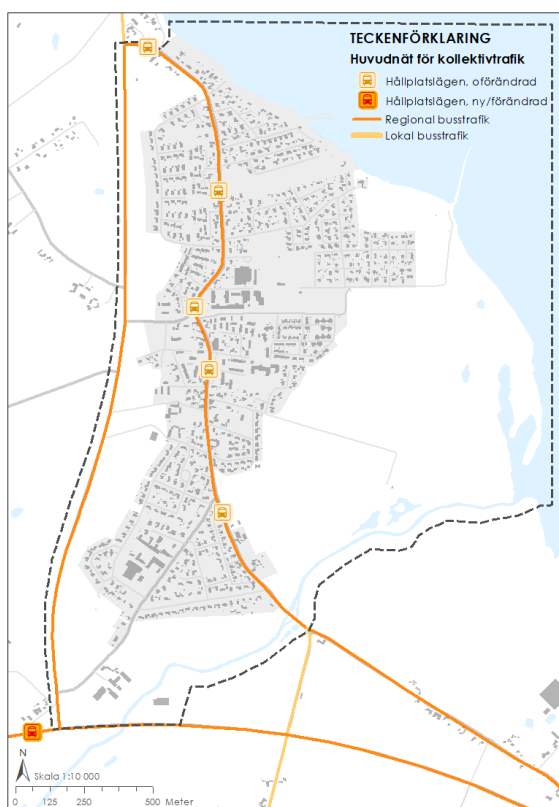 TECKENFÖRKLARING
Huvudnät för kollektivtrafik
Hållplatslägen, oförändrad
Hållplatslägen, ny/förändrad
Regional busstrafik
Lokal busstrafik
N
Skala 1:10 000
0 125 250 500 Meter